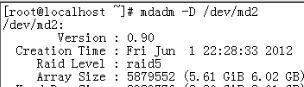 [root@localhost ~]# mdadm -D /dev/md2
/dev/md2:
Version : 0.90
Creation Time : Fri Jun 1 22:28:33 2012
Raid Level : raid5
Array Size : 5879552 (5.61 GiB 6.02 GB)